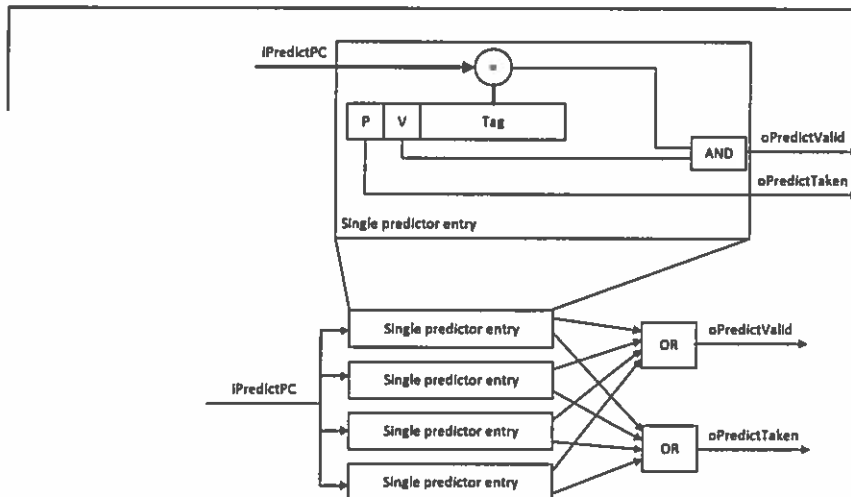 iPredictPC
=
P V Tag
AND
oPredictValid
oPredictTaken
Single predictor entry
Single predictor entry
OR
oPredictValid
Single predictor entry
iPredictPC
Single predictor entry
OR
oPredictTaken
Single predictor entry